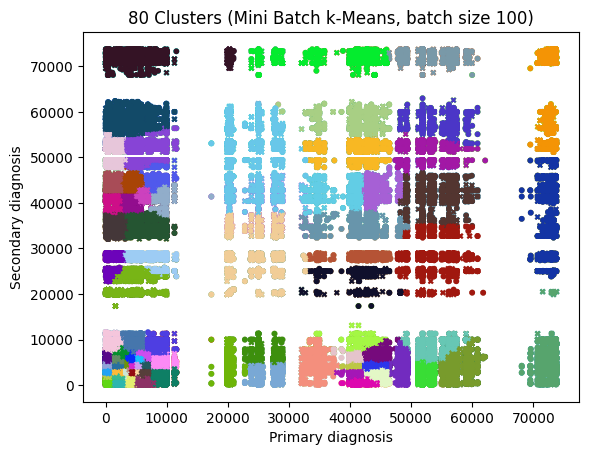 80 Clusters (Mini Batch k-Means, batch size 100)
70000
60000
50000
40000
30000
20000
10000
0
Secondary diagnosis
0 10000 20000 30000 40000 50000 60000 70000
Primary diagnosis